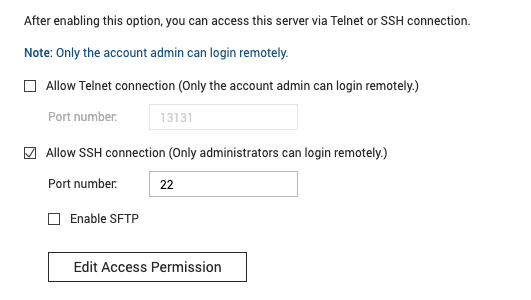 After enabling this option, you can access this server via Telnet or SSH connection.
Note: Only the account admin can login remotely.
Allow Telnet connection (Only the account admin can login remotely.)
Port number: 13131
Allow SSH connection (Only administrators can login remotely.)
Port number: 22
Enable SFTP
Edit Access Permission